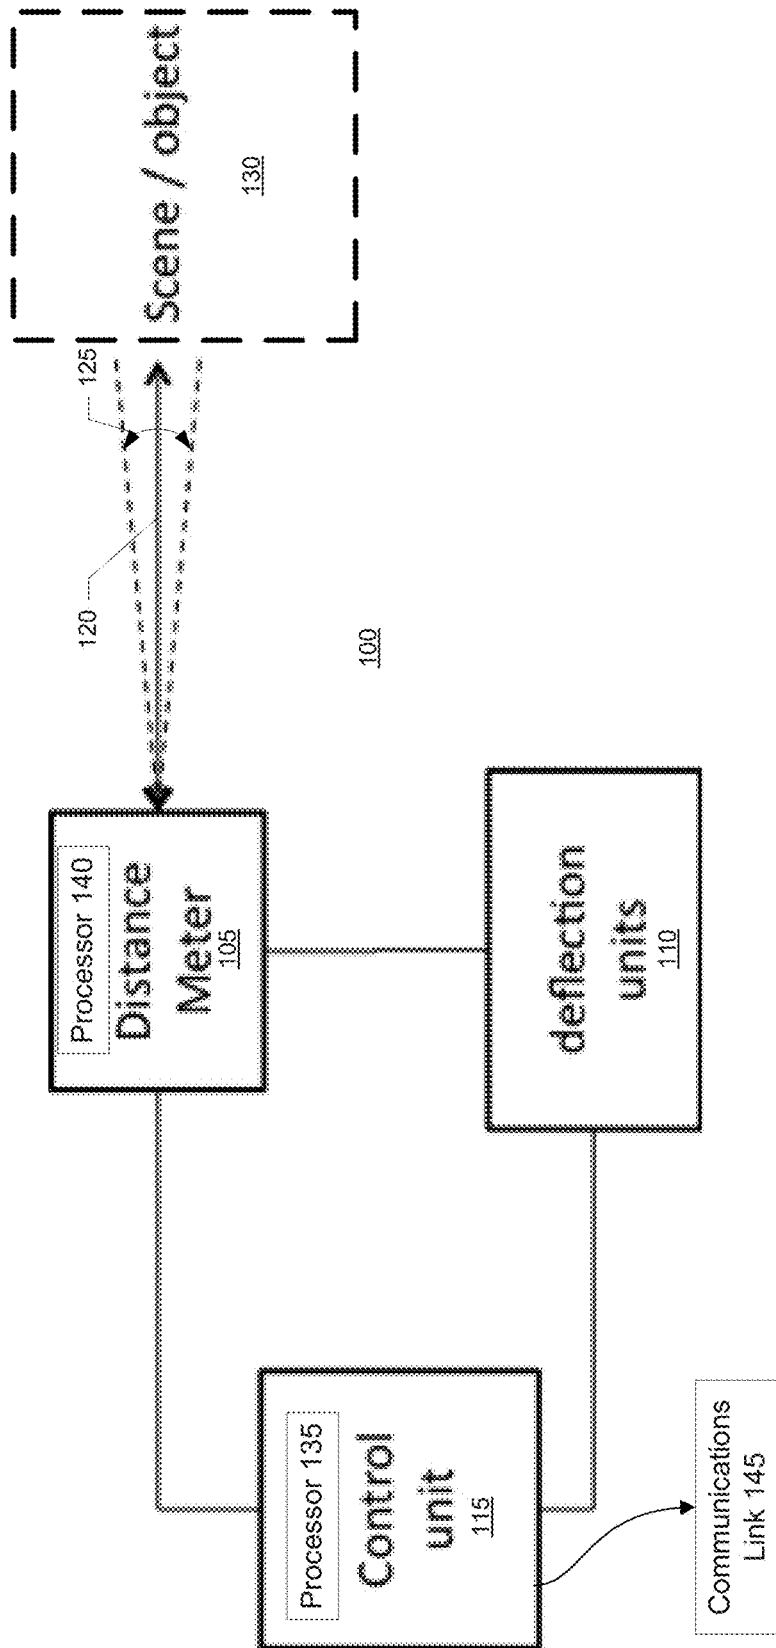 Processor 140
Distance
Meter
105
120
125
Scene / object
130
100
Processor 135
Control
unit
115
deflection
units
110
Communications
Link 145